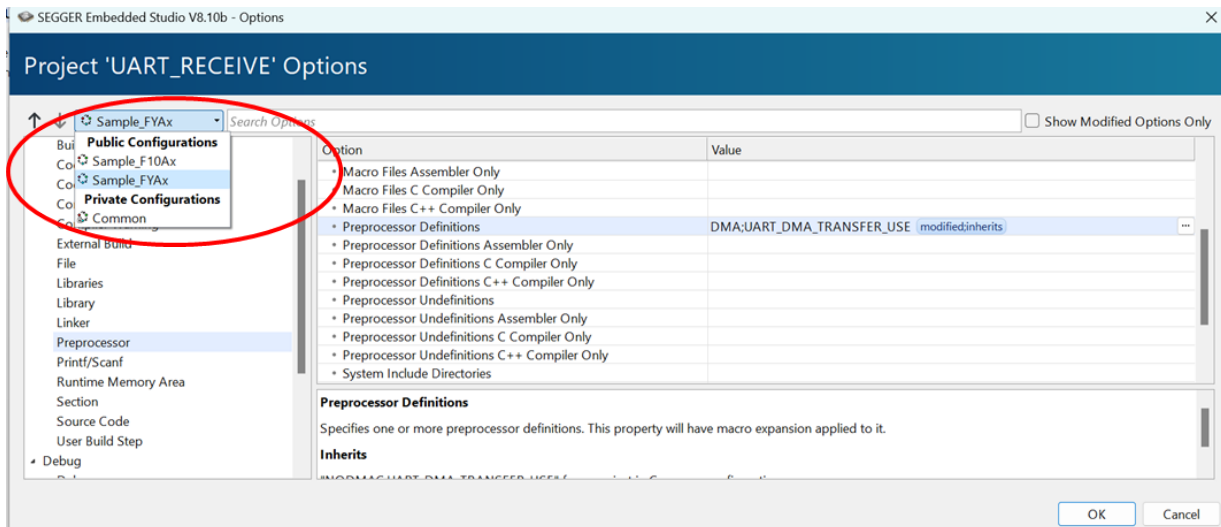 SEGGER Embedded Studio V8.10b - Options
Project 'UART_RECEIVE' Options
Sample_FYAx
Search Options
Show Modified Options Only
Public Configurations
Sample_F10Ax
Sample_FYAx
Private Configurations
Common
External Build
File
Libraries
Library
Linker
Preprocessor
Printf/Scanf
Runtime Memory Area
Section
Source Code
User Build Step
Debug
Option Value
Macro Files Assembler Only
Macro Files C Compiler Only
Macro Files C++ Compiler Only
Preprocessor Definitions DMA;UART_DMA_TRANSFER_USE modified;inherits ...
Preprocessor Definitions Assembler Only
Preprocessor Definitions C Compiler Only
Preprocessor Definitions C++ Compiler Only
Preprocessor Undefinitions
Preprocessor Undefinitions Assembler Only
Preprocessor Undefinitions C Compiler Only
Preprocessor Undefinitions C++ Compiler Only
System Include Directories
Preprocessor Definitions
Specifies one or more preprocessor definitions. This property will have macro expansion applied to it.
Inherits
OK
Cancel